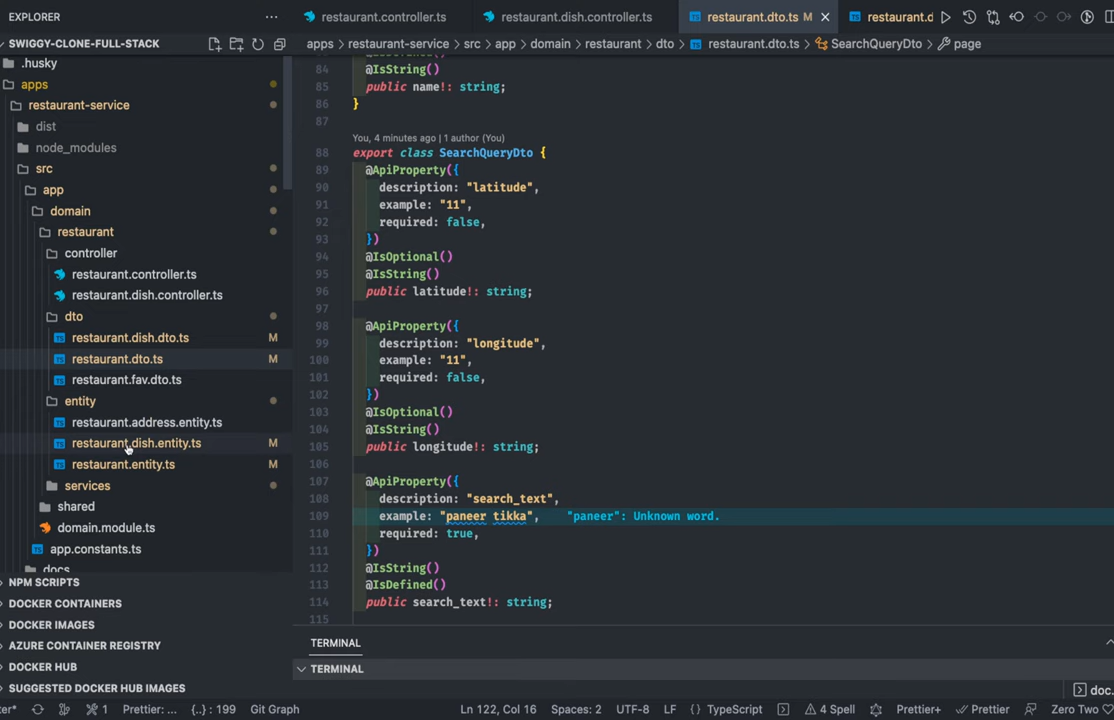 EXPLORER
restaurant.controller.ts
restaurant.dish.controller.ts
restaurant.dto.ts M
restaurant.d
SWIGGY-CLONE-FULL-STACK
apps > restaurant-service > src > app > domain > restaurant > dto > restaurant.dto.ts > SearchQueryDto > page
.husky
apps
restaurant-service
dist
node_modules
src
app
domain
restaurant
controller
restaurant.controller.ts
restaurant.dish.controller.ts
dto
restaurant.dish.dto.ts M
restaurant.dto.ts M
restaurant.fav.dto.ts
entity
restaurant.address.entity.ts
restaurant.dish.entity.ts M
restaurant.entity.ts M
services
shared
domain.module.ts
app.constants.ts
docs
NPM SCRIPTS
DOCKER CONTAINERS
DOCKER IMAGES
AZURE CONTAINER REGISTRY
DOCKER HUB
SUGGESTED DOCKER HUB IMAGES
84 @IsString()
85 public name!: string;
86 }
87
You, 4 minutes ago | 1 author (You)
88 export class SearchQueryDto {
89 @ApiProperty({
90 description: "latitude",
91 example: "11",
92 required: false,
93 })
94 @IsOptional()
95 @IsString()
96 public latitude!: string;
97
98 @ApiProperty({
99 description: "longitude",
100 example: "11",
101 required: false,
102 })
103 @IsOptional()
104 @IsString()
105 public longitude!: string;
106
107 @ApiProperty({
108 description: "search_text",
109 example: "paneer tikka", "paneer": Unknown word.
110 required: true,
111 })
112 @IsString()
113 @IsDefined()
114 public search_text!: string;
115
TERMINAL
TERMINAL
doc.
ter* 1 Prettier: ... {..} : 199 Git Graph Ln 122, Col 16 Spaces: 2 UTF-8 LF {} TypeScript 4 Spell Prettier+ Prettier Zero Two